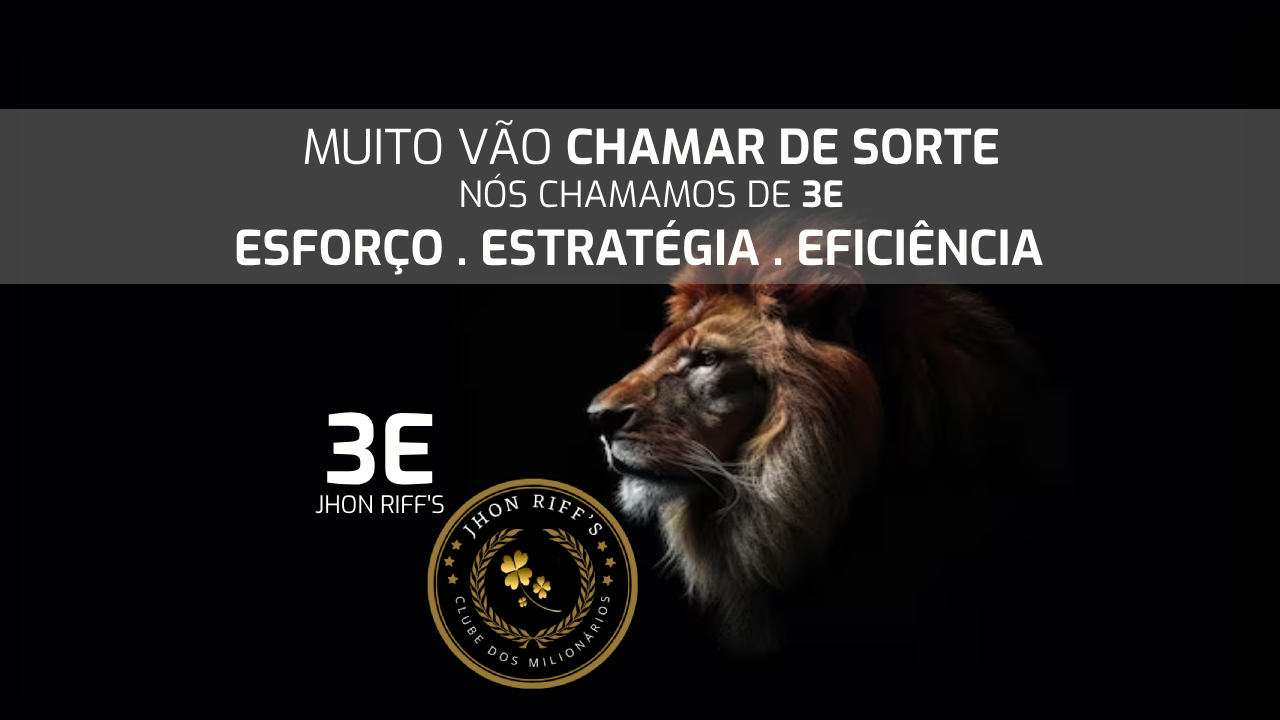 MUITO VÃO CHAMAR DE SORTE
NÓS CHAMAMOS DE 3E
ESFORÇO . ESTRATÉGIA . EFICIÊNCIA
3E
JHON RIFF'S
JHON RIFF'S
CLUBE DOS MILIONÁRIOS